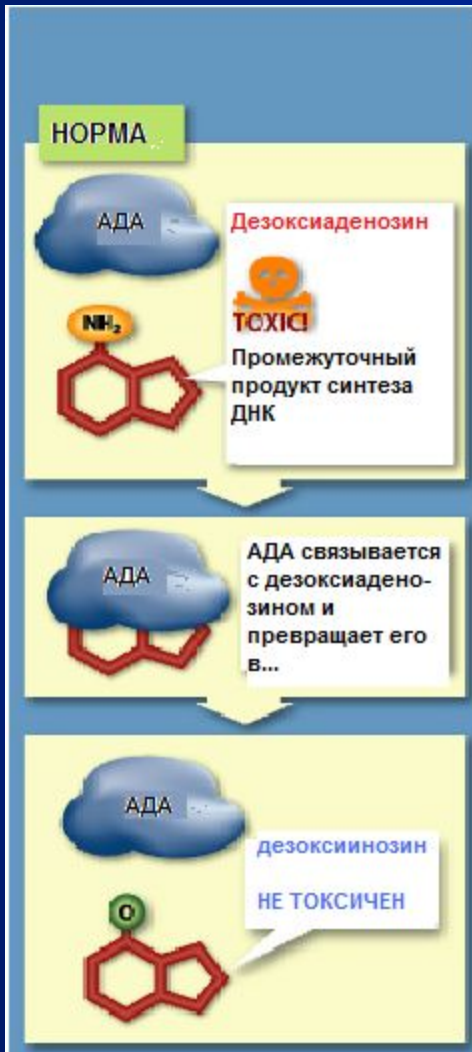 НОРМА
АДА
Дезоксиаденозин
TOXIC!
NH₂
Промежуточный
продукт синтеза
ДНК
АДА
АДА связывается
с дезоксиадено-
зином и
превращает его
в...
АДА
дезоксиинозин
НЕ ТОКСИЧЕН
O